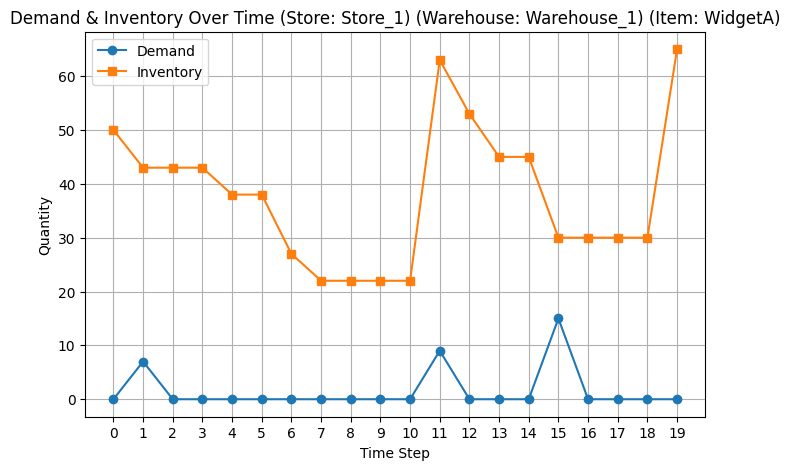 Demand & Inventory Over Time (Store: Store_1) (Warehouse: Warehouse_1) (Item: WidgetA)
Demand
Inventory
Quantity
60
50
40
30
20
10
0
0 1 2 3 4 5 6 7 8 9 10 11 12 13 14 15 16 17 18 19
Time Step